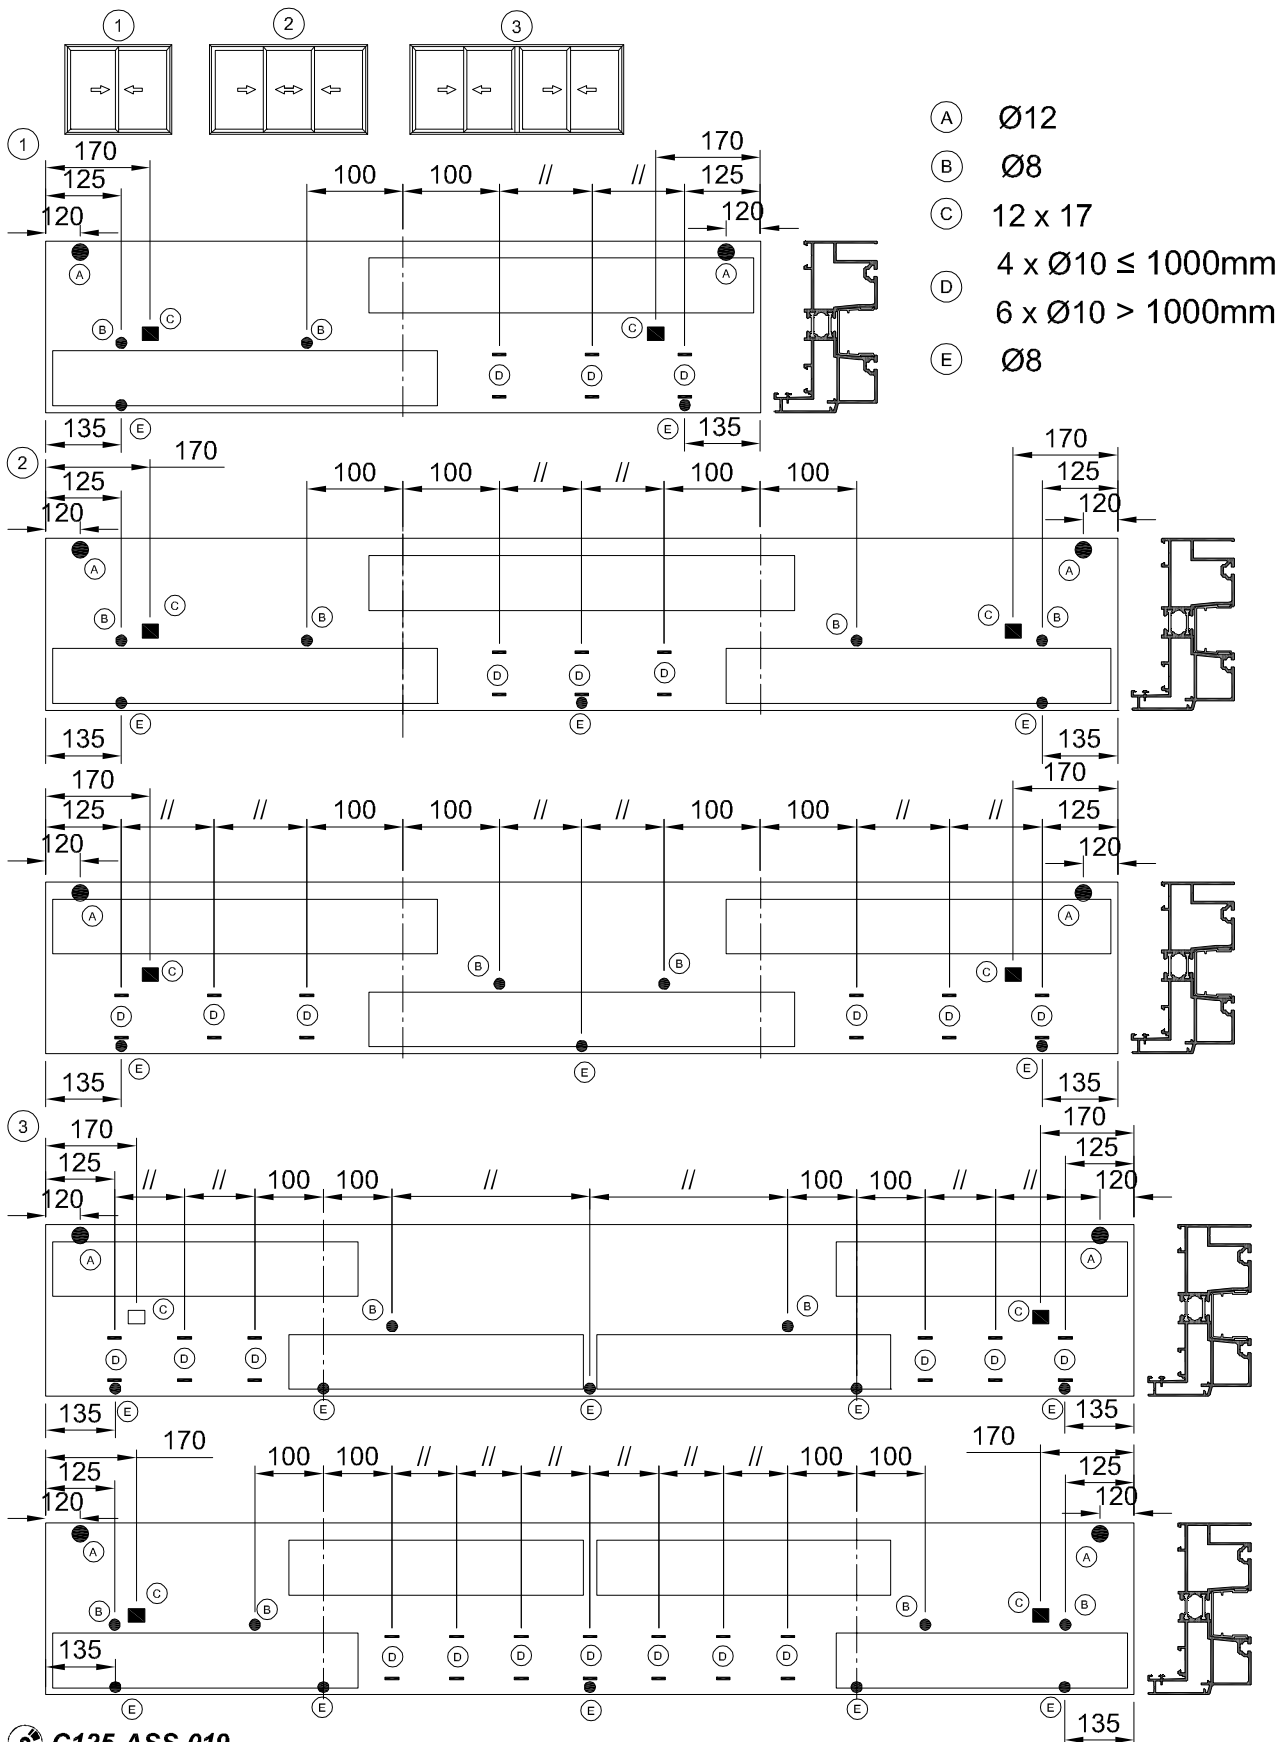 1 2 3
A Ø12
B Ø8
C 12 x 17
D 4 x Ø10 ≤ 1000mm
6 x Ø10 > 1000mm
E Ø8
1
170 170
125 100 100 // // 125
120 120
A A
B C B C
D D D
E E
135 135
2
170 170
125 100 100 // // 100 100 125
120 120
A A
B C B B C B
D D D
E E E
135 135
170 170
125 // // 100 100 // // 100 100 // // 125
120 120
A A
C B B C
D D D D D D
E E E
135 135
3
170 170
125 // // 100 100 // // 100 100 // // 125
120 120
A A
C B B C
D D D D D D
E E E E E
135 135
170 170
125 100 100 // // // // // // 100 100 125
120 120
A A
B C B B C B
135 D D D D D D D
E E E E E
135